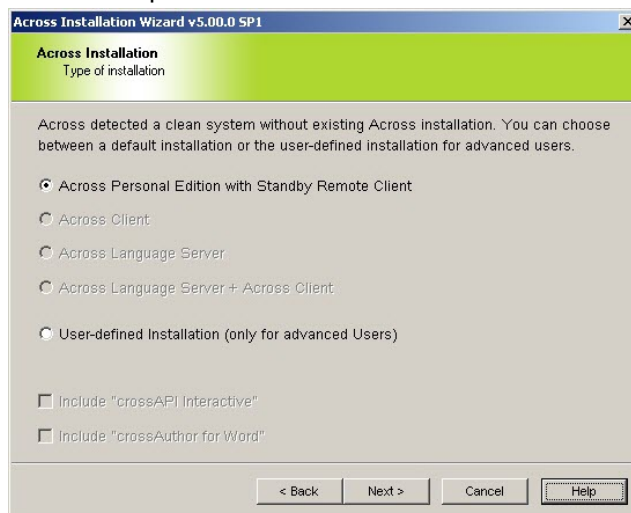 Across Installation Wizard v5.00.0 SP1
Across Installation
Type of installation
Across detected a clean system without existing Across installation. You can choose
between a default installation or the user-defined installation for advanced users.
Across Personal Edition with Standby Remote Client
Across Client
Across Language Server
Across Language Server + Across Client
User-defined Installation (only for advanced Users)
Include "crossAPI Interactive"
Include "crossAuthor for Word"
< Back Next > Cancel Help